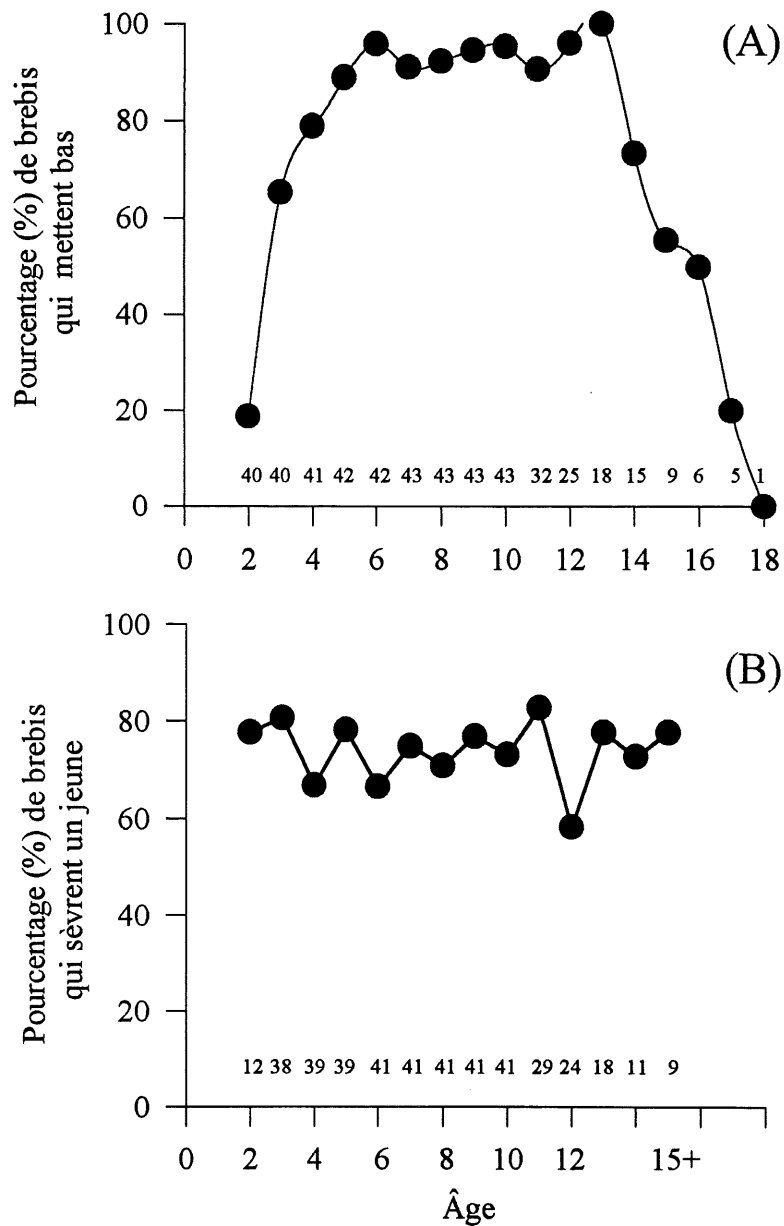 (A)
Pourcentage (%) de brebis
qui mettent bas
100
80
60
40
20
0
40 40 41 42 42 43 43 43 43 32 25 18 15 9 6 5 1
0 2 4 6 8 10 12 14 16 18
(B)
Pourcentage (%) de brebis
qui sèvrent un jeune
100
80
60
40
20
0
12 38 39 39 41 41 41 41 41 29 24 18 11 9
0 2 4 6 8 10 12 15+
Âge